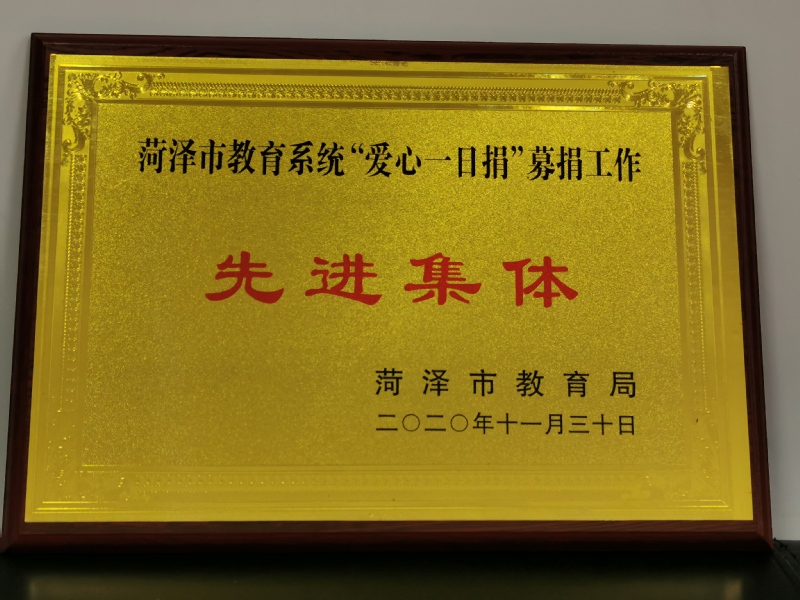 菏泽市教育系统“爱心一日捐”募捐工作
先进集体
菏泽市教育局
二〇二〇年十一月三十日